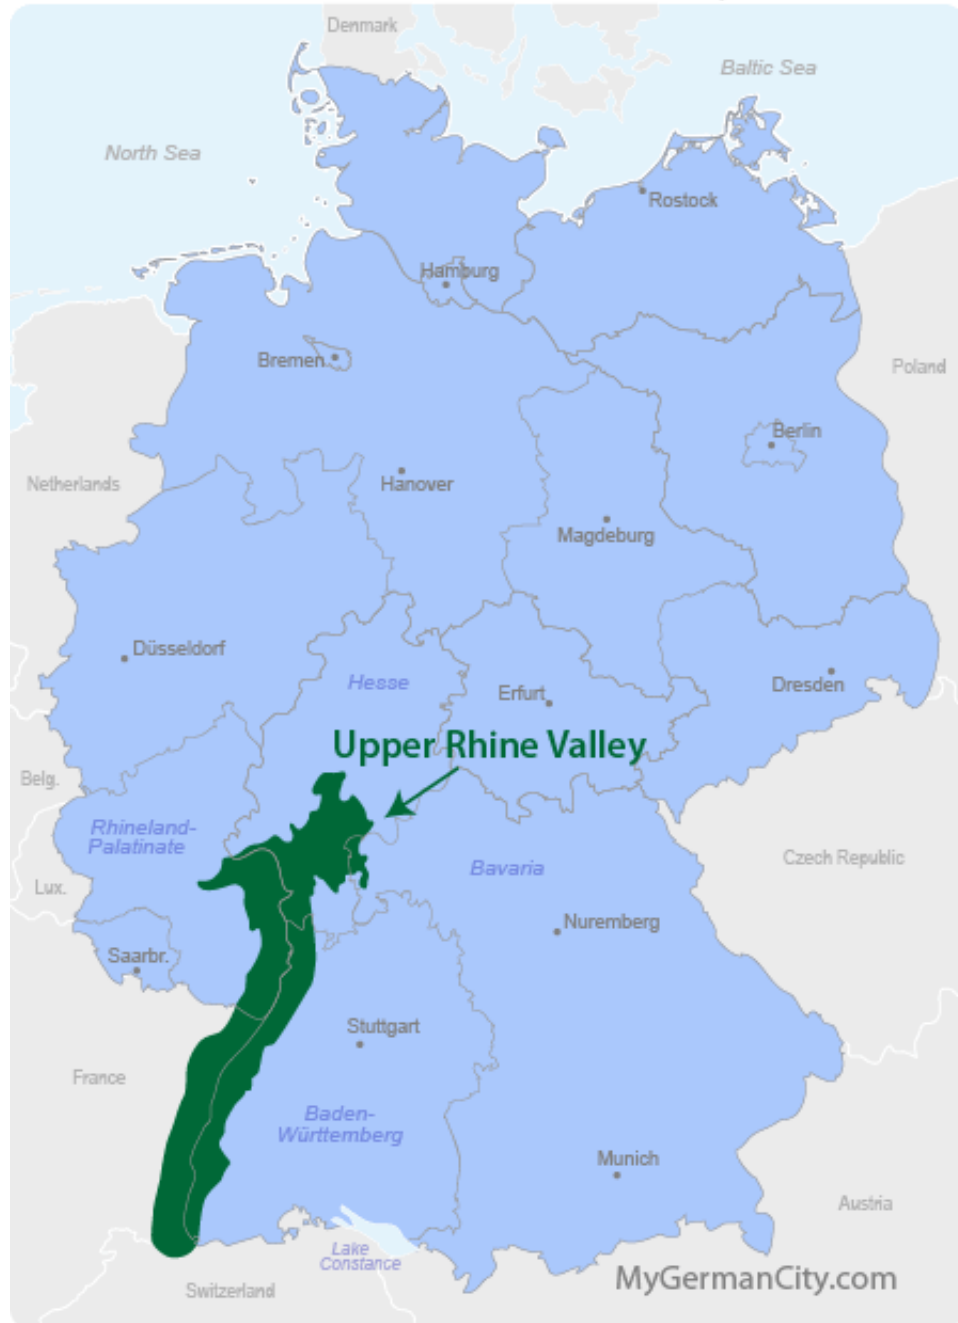 Denmark
Baltic Sea
North Sea
Rostock
Hamburg
Bremen
Poland
Berlin
Netherlands
Hanover
Magdeburg
Düsseldorf
Hesse
Erfurt
Dresden
Upper Rhine Valley
Belg.
Rhineland-
Palatinate
Czech Republic
Bavaria
Lux.
Nuremberg
Saarbr.
Stuttgart
France
Baden-
Württemberg
Munich
Austria
Lake
Constance
Switzerland
MyGermanCity.com